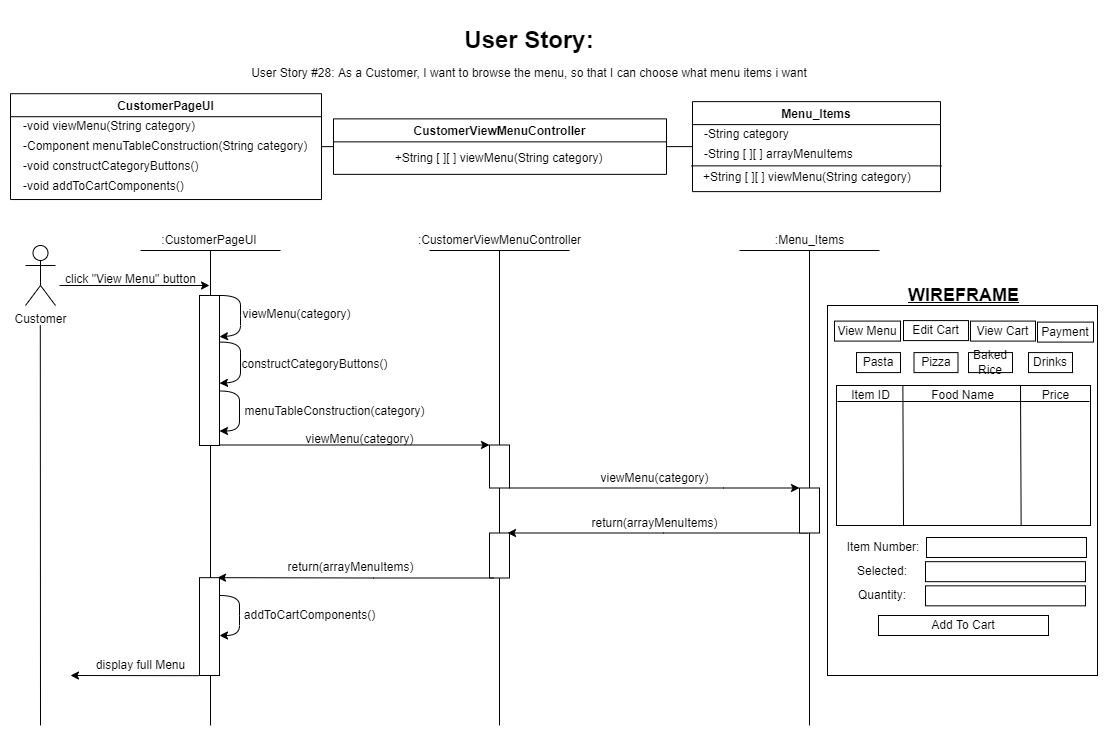 User Story:
User Story #28: As a Customer, I want to browse the menu, so that I can choose what menu items i want
CustomerPageUI
-void viewMenu(String category)
-Component menuTableConstruction(String category)
-void constructCategoryButtons()
-void addToCartComponents()
CustomerViewMenuController
+String [ ][ ] viewMenu(String category)
Menu_Items
-String category
-String [ ][ ] arrayMenuItems
+String [ ][ ] viewMenu(String category)
:CustomerPageUI
:CustomerViewMenuController
:Menu_Items
click "View Menu" button
Customer
viewMenu(category)
constructCategoryButtons()
menuTableConstruction(category)
viewMenu(category)
viewMenu(category)
return(arrayMenuItems)
return(arrayMenuItems)
addToCartComponents()
display full Menu
WIREFRAME
View Menu
Edit Cart
View Cart
Payment
Pasta
Pizza
Baked
Rice
Drinks
Item ID
Food Name
Price
Item Number:
Selected:
Quantity:
Add To Cart